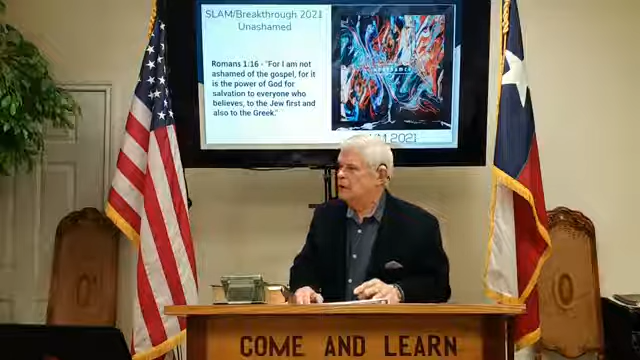 SLAM/Breakthrough 2021
Unashamed
Romans 1:16 - "For I am not
ashamed of the gospel, for it
is the power of God for
salvation to everyone who
believes, to the Jew first and
also to the Greek."
2021
COME AND LEARN